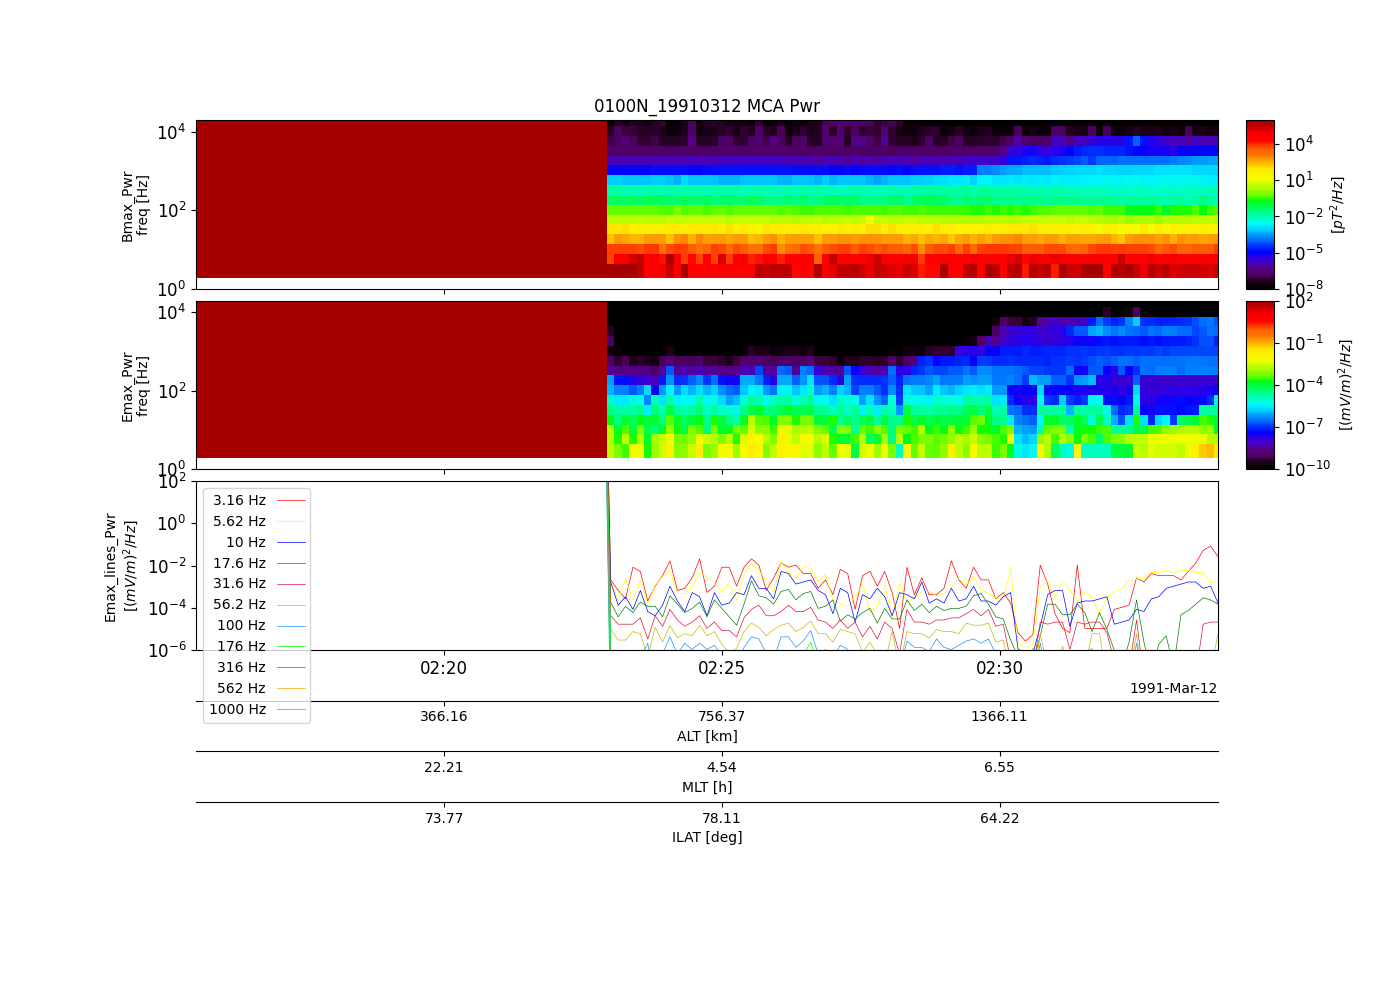 0100N_19910312 MCA Pwr
10^4
10^2
10^0
Bmax_Pwr
freq [Hz]
10^4
10^1
10^-2
10^-5
10^-8
[pT^2/Hz]
10^4
10^2
10^0
Emax_Pwr
freq [Hz]
10^2
10^-1
10^-4
10^-7
10^-10
[(mV/m)^2/Hz]
10^2
10^0
10^-2
10^-4
10^-6
Emax_lines_Pwr
[(mV/m)^2/Hz]
3.16 Hz
5.62 Hz
10 Hz
17.6 Hz
31.6 Hz
56.2 Hz
100 Hz
176 Hz
316 Hz
562 Hz
1000 Hz
02:20 02:25 02:30
1991-Mar-12
366.16 756.37 1366.11
ALT [km]
22.21 4.54 6.55
MLT [h]
73.77 78.11 64.22
ILAT [deg]